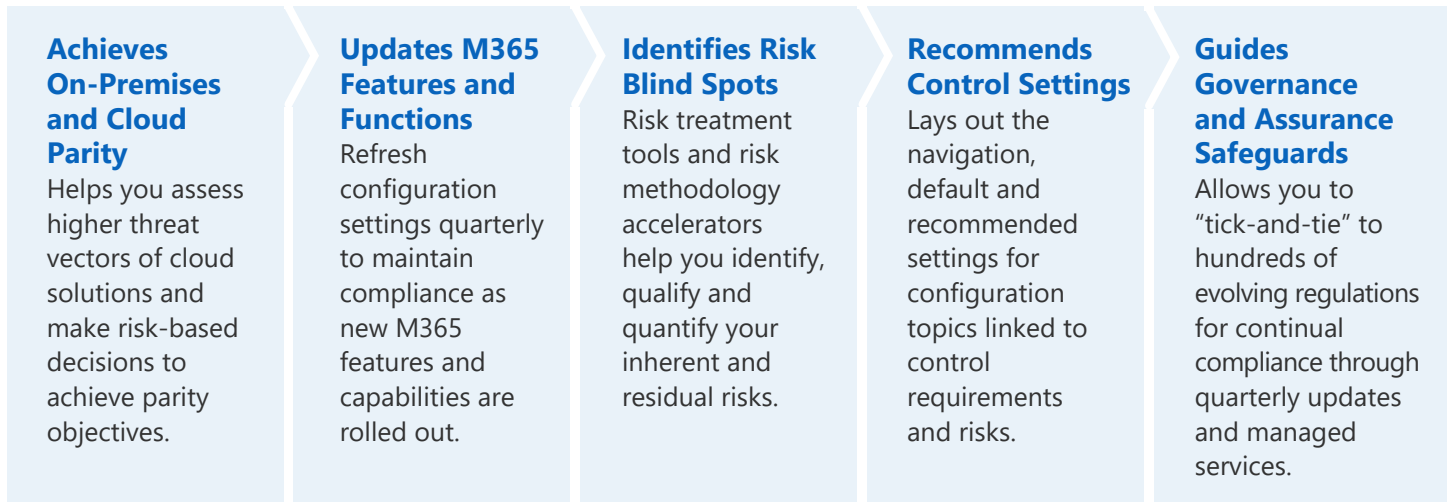 Achieves
On-Premises
and Cloud
Parity
Helps you assess
higher threat
vectors of cloud
solutions and
make risk-based
decisions to
achieve parity
objectives.
Updates M365
Features and
Functions
Refresh
configuration
settings quarterly
to maintain
compliance as
new M365
features and
capabilities are
rolled out.
Identifies Risk
Blind Spots
Risk treatment
tools and risk
methodology
accelerators
help you identify,
qualify and
quantify your
inherent and
residual risks.
Recommends
Control Settings
Lays out the
navigation,
default and
recommended
settings for
configuration
topics linked to
control
requirements
and risks.
Guides
Governance
and Assurance
Safeguards
Allows you to
“tick-and-tie” to
hundreds of
evolving regulations
for continual
compliance through
quarterly updates
and managed
services.